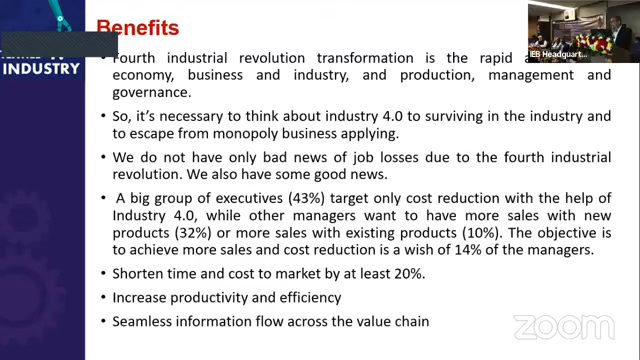 Benefits
INDUSTRY
IEB Headquart...
• Fourth industrial revolution transformation is the rapid
economy, business and industry, and production, management and
governance.
• So, it's necessary to think about industry 4.0 to surviving in the industry and
to escape from monopoly business applying.
• We do not have only bad news of job losses due to the fourth industrial
revolution. We also have some good news.
• A big group of executives (43%) target only cost reduction with the help of
Industry 4.0, while other managers want to have more sales with new
products (32%) or more sales with existing products (10%). The objective is
to achieve more sales and cost reduction is a wish of 14% of the managers.
• Shorten time and cost to market by at least 20%.
• Increase productivity and efficiency
• Seamless information flow across the value chain
zoom